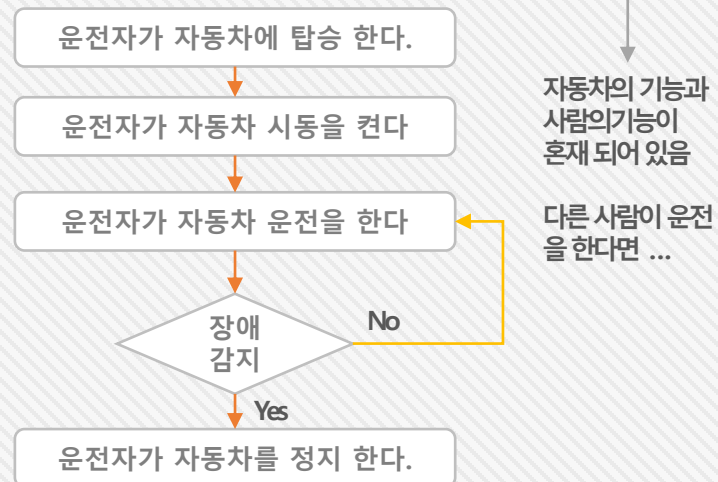 운전자가 자동차에 탑승 한다.
운전자가 자동차 시동을 켠다
운전자가 자동차 운전을 한다
장애
감지
No
Yes
운전자가 자동차를 정지 한다.
자동차의 기능과
사람의기능이
혼재 되어 있음
다른 사람이 운전
을 한다면 ...